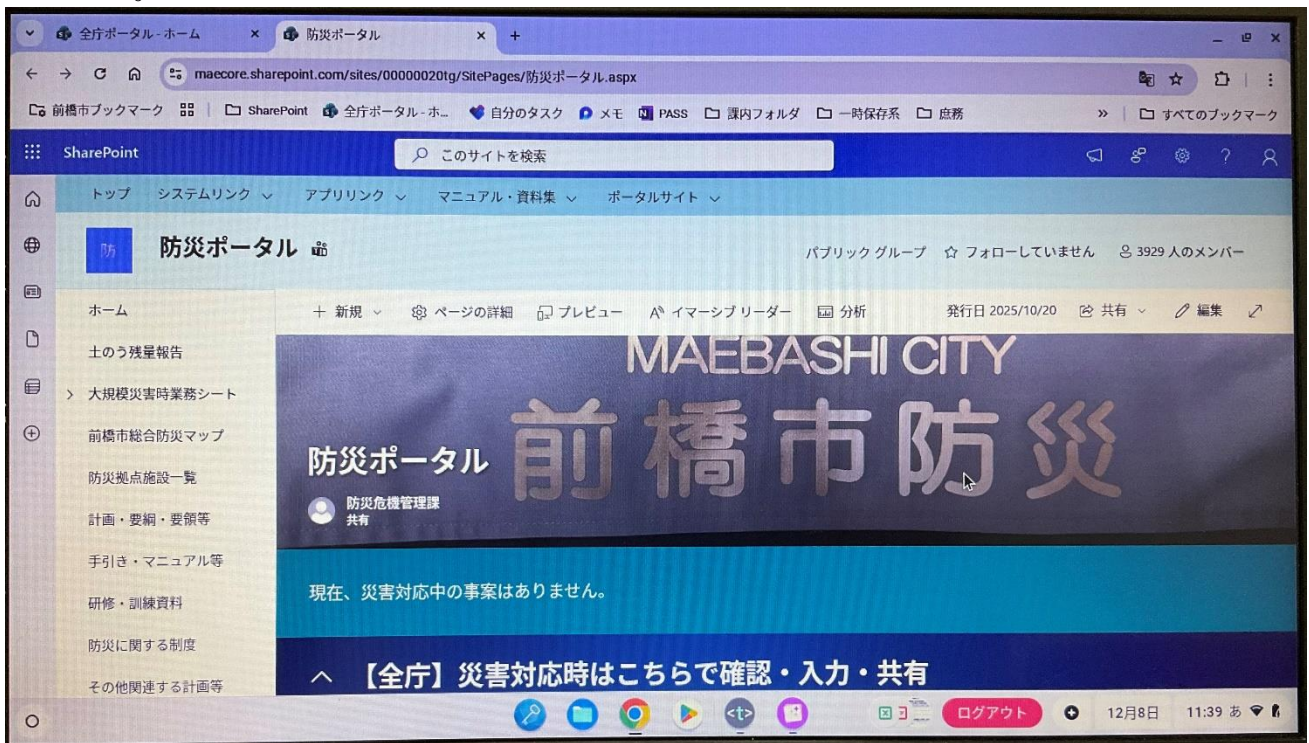 全庁ポータル - ホーム
防災ポータル
maecore.sharepoint.com/sites/00000020tg/SitePages/防災ポータル.aspx
前橋市ブックマーク SharePoint 全庁ポータル - ホ... 自分のタスク メモ PASS 課内フォルダ 一時保存系 庶務 » すべてのブックマーク
SharePoint このサイトを検索 ?
トップ システムリンク アプリリンク マニュアル・資料集 ポータルサイト
防 防災ポータル パブリック グループ フォローしていません 3929 人のメンバー
+ 新規 ページの詳細 プレビュー イマーシブ リーダー 分析 発行日 2025/10/20 共有 編集
ホーム
土のう残量報告
大規模災害時業務シート
前橋市総合防災マップ
防災拠点施設一覧
計画・要綱・要領等
手引き・マニュアル等
研修・訓練資料
防災に関する制度
その他関連する計画等
MAEBASHI CITY
前橋市防災
防災ポータル
防災危機管理課
共有
現在、災害対応中の事案はありません。
【全庁】災害対応時はこちらで確認・入力・共有
<t> ログアウト 12月8日 11:39 あ